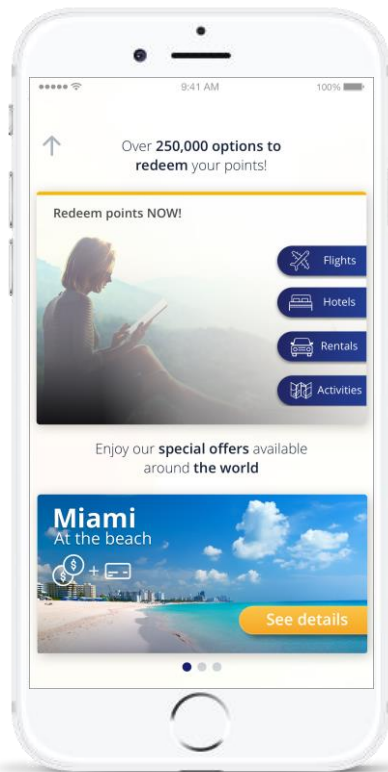 9:41 AM
100%
Over 250,000 options to
redeem your points!
Redeem points NOW!
Flights
Hotels
Rentals
Activities
Enjoy our special offers available
around the world
Miami
At the beach
$ $ +
See details